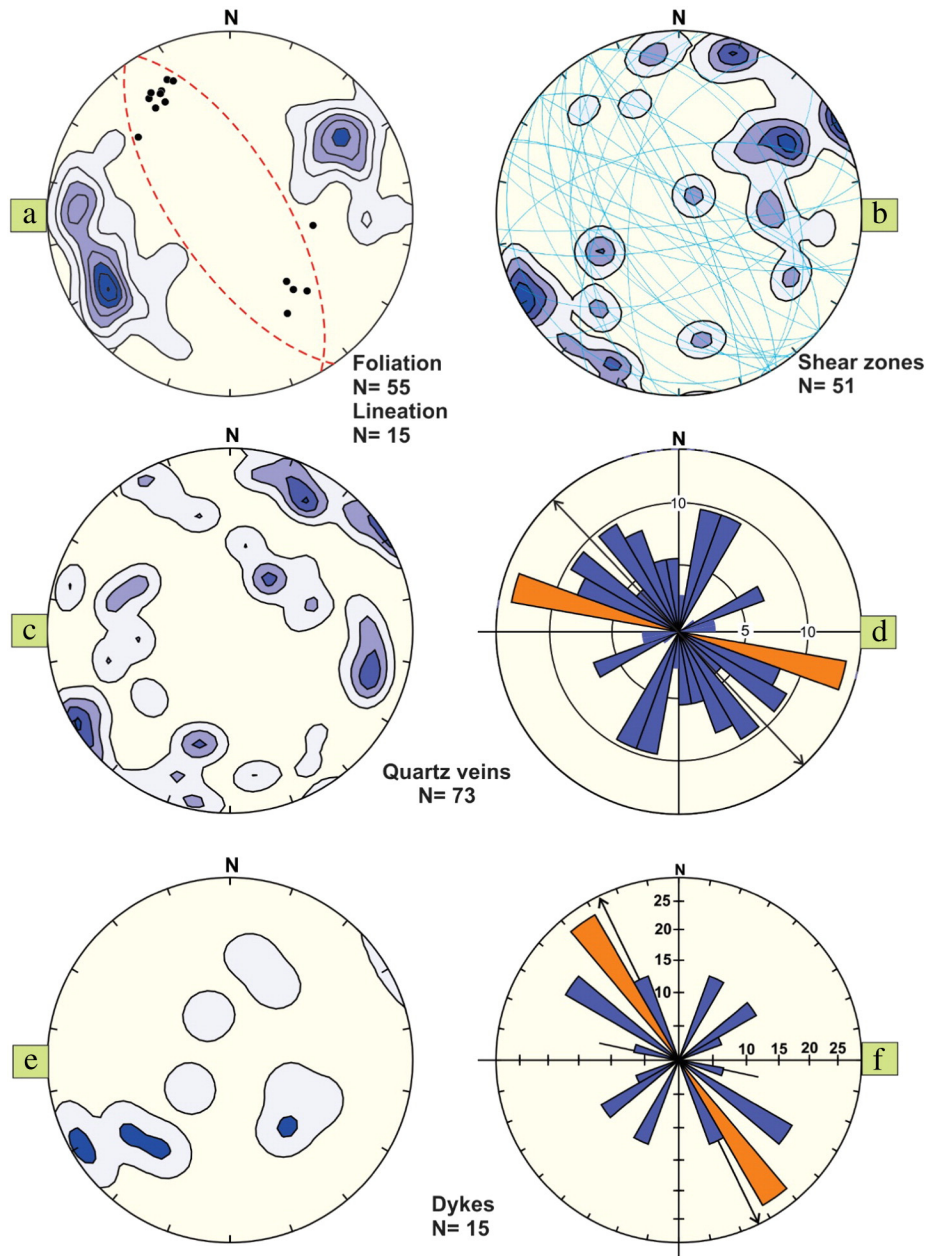 N
N
a
b
Foliation
N= 55
Lineation
N= 15
Shear zones
N= 51
N
N
10
c
5
10
d
Quartz veins
N= 73
N
N
25
20
15
10
e
10 15 20 25
f
Dykes
N= 15